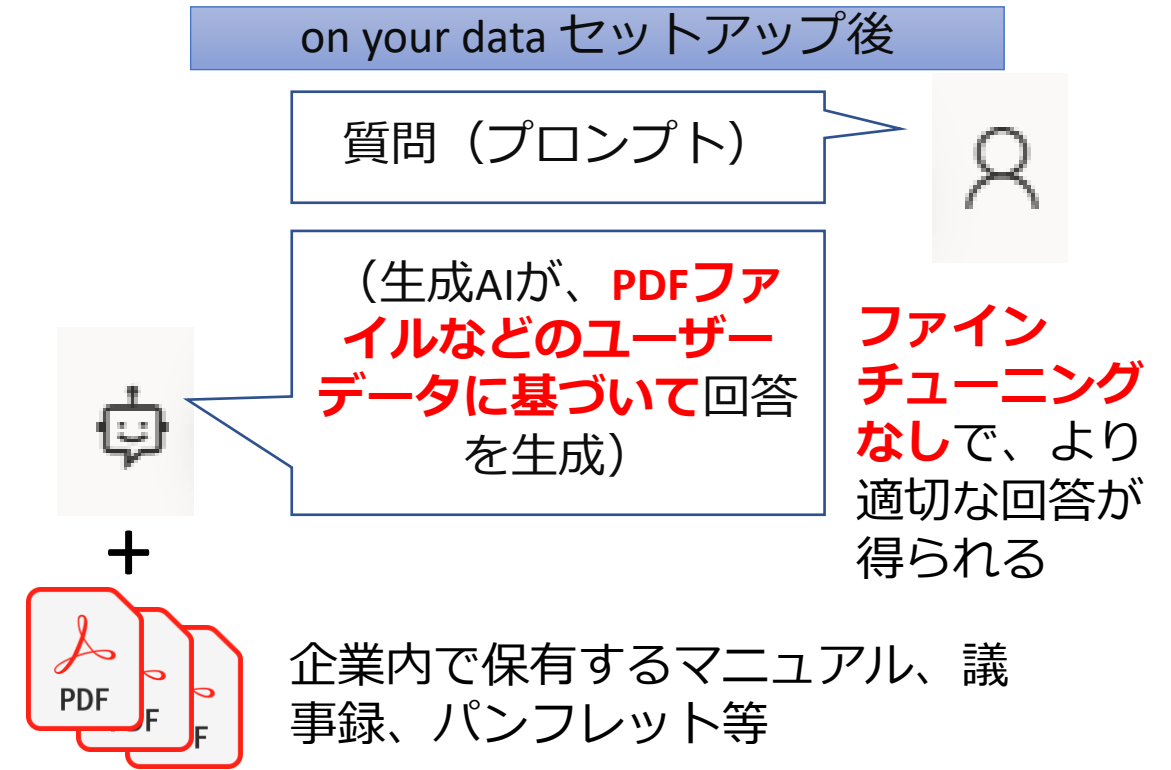 on your data セットアップ後
質問（プロンプト）
（生成AIが、PDFファ
イルなどのユーザー
データに基づいて回答
を生成）
ファイン
チューニング
なしで、より
適切な回答が
得られる
+
PDF
DF
F
企業内で保有するマニュアル、議
事録、パンフレット等